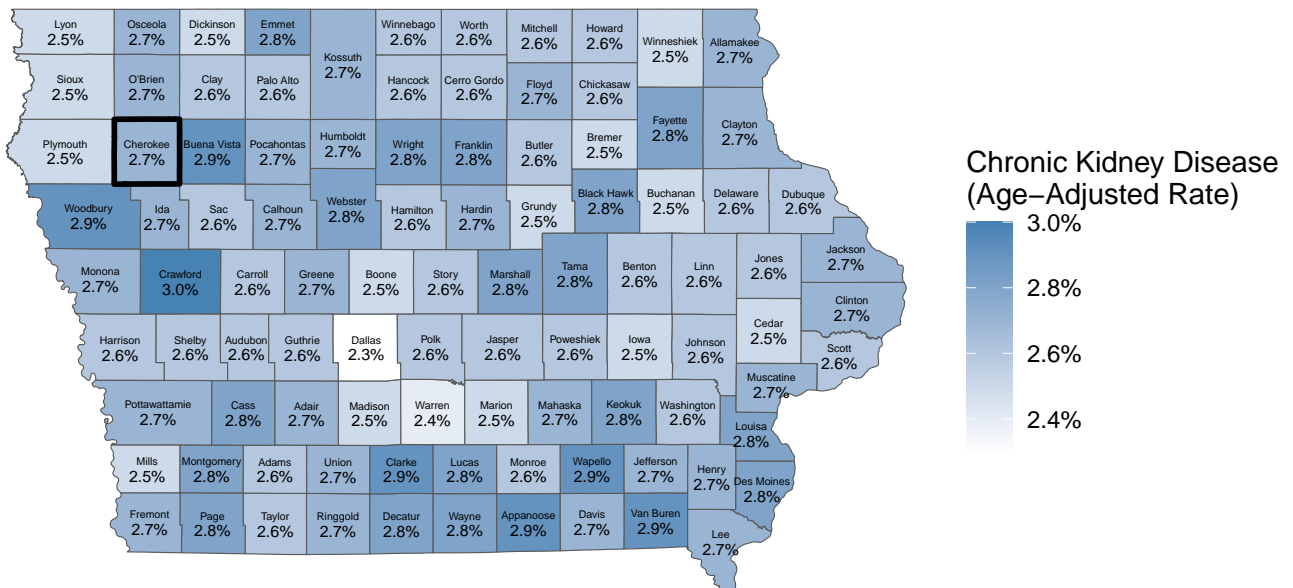 Lyon
2.5%
Osceola
2.7%
Dickinson
2.5%
Emmet
2.8%
Kossuth
2.7%
Winnebago
2.6%
Worth
2.6%
Mitchell
2.6%
Howard
2.6%
Winneshiek
2.5%
Allamakee
2.7%
Sioux
2.5%
O'Brien
2.7%
Clay
2.6%
Palo Alto
2.6%
Hancock
2.6%
Cerro Gordo
2.6%
Floyd
2.7%
Chickasaw
2.6%
Fayette
2.8%
Clayton
2.7%
Plymouth
2.5%
Cherokee
2.7%
Buena Vista
2.9%
Pocahontas
2.7%
Humboldt
2.7%
Wright
2.8%
Franklin
2.8%
Butler
2.6%
Bremer
2.5%
Woodbury
2.9%
Ida
2.7%
Sac
2.6%
Calhoun
2.7%
Webster
2.8%
Hamilton
2.6%
Hardin
2.7%
Grundy
2.5%
Black Hawk
2.8%
Buchanan
2.5%
Delaware
2.6%
Dubuque
2.6%
Monona
2.7%
Crawford
3.0%
Carroll
2.6%
Greene
2.7%
Boone
2.5%
Story
2.6%
Marshall
2.8%
Tama
2.8%
Benton
2.6%
Linn
2.6%
Jones
2.6%
Jackson
2.7%
Clinton
2.7%
Harrison
2.6%
Shelby
2.6%
Audubon
2.6%
Guthrie
2.6%
Dallas
2.3%
Polk
2.6%
Jasper
2.6%
Poweshiek
2.6%
Iowa
2.5%
Johnson
2.6%
Cedar
2.5%
Scott
2.6%
Muscatine
2.7%
Pottawattamie
2.7%
Cass
2.8%
Adair
2.7%
Madison
2.5%
Warren
2.4%
Marion
2.5%
Mahaska
2.7%
Keokuk
2.8%
Washington
2.6%
Louisa
2.8%
Mills
2.5%
Montgomery
2.8%
Adams
2.6%
Union
2.7%
Clarke
2.9%
Lucas
2.8%
Monroe
2.6%
Wapello
2.9%
Jefferson
2.7%
Henry
2.7%
Des Moines
2.8%
Fremont
2.7%
Page
2.8%
Taylor
2.6%
Ringgold
2.7%
Decatur
2.8%
Wayne
2.8%
Appanoose
2.9%
Davis
2.7%
Van Buren
2.9%
Lee
2.7%
Chronic Kidney Disease
(Age−Adjusted Rate)
3.0%
2.8%
2.6%
2.4%